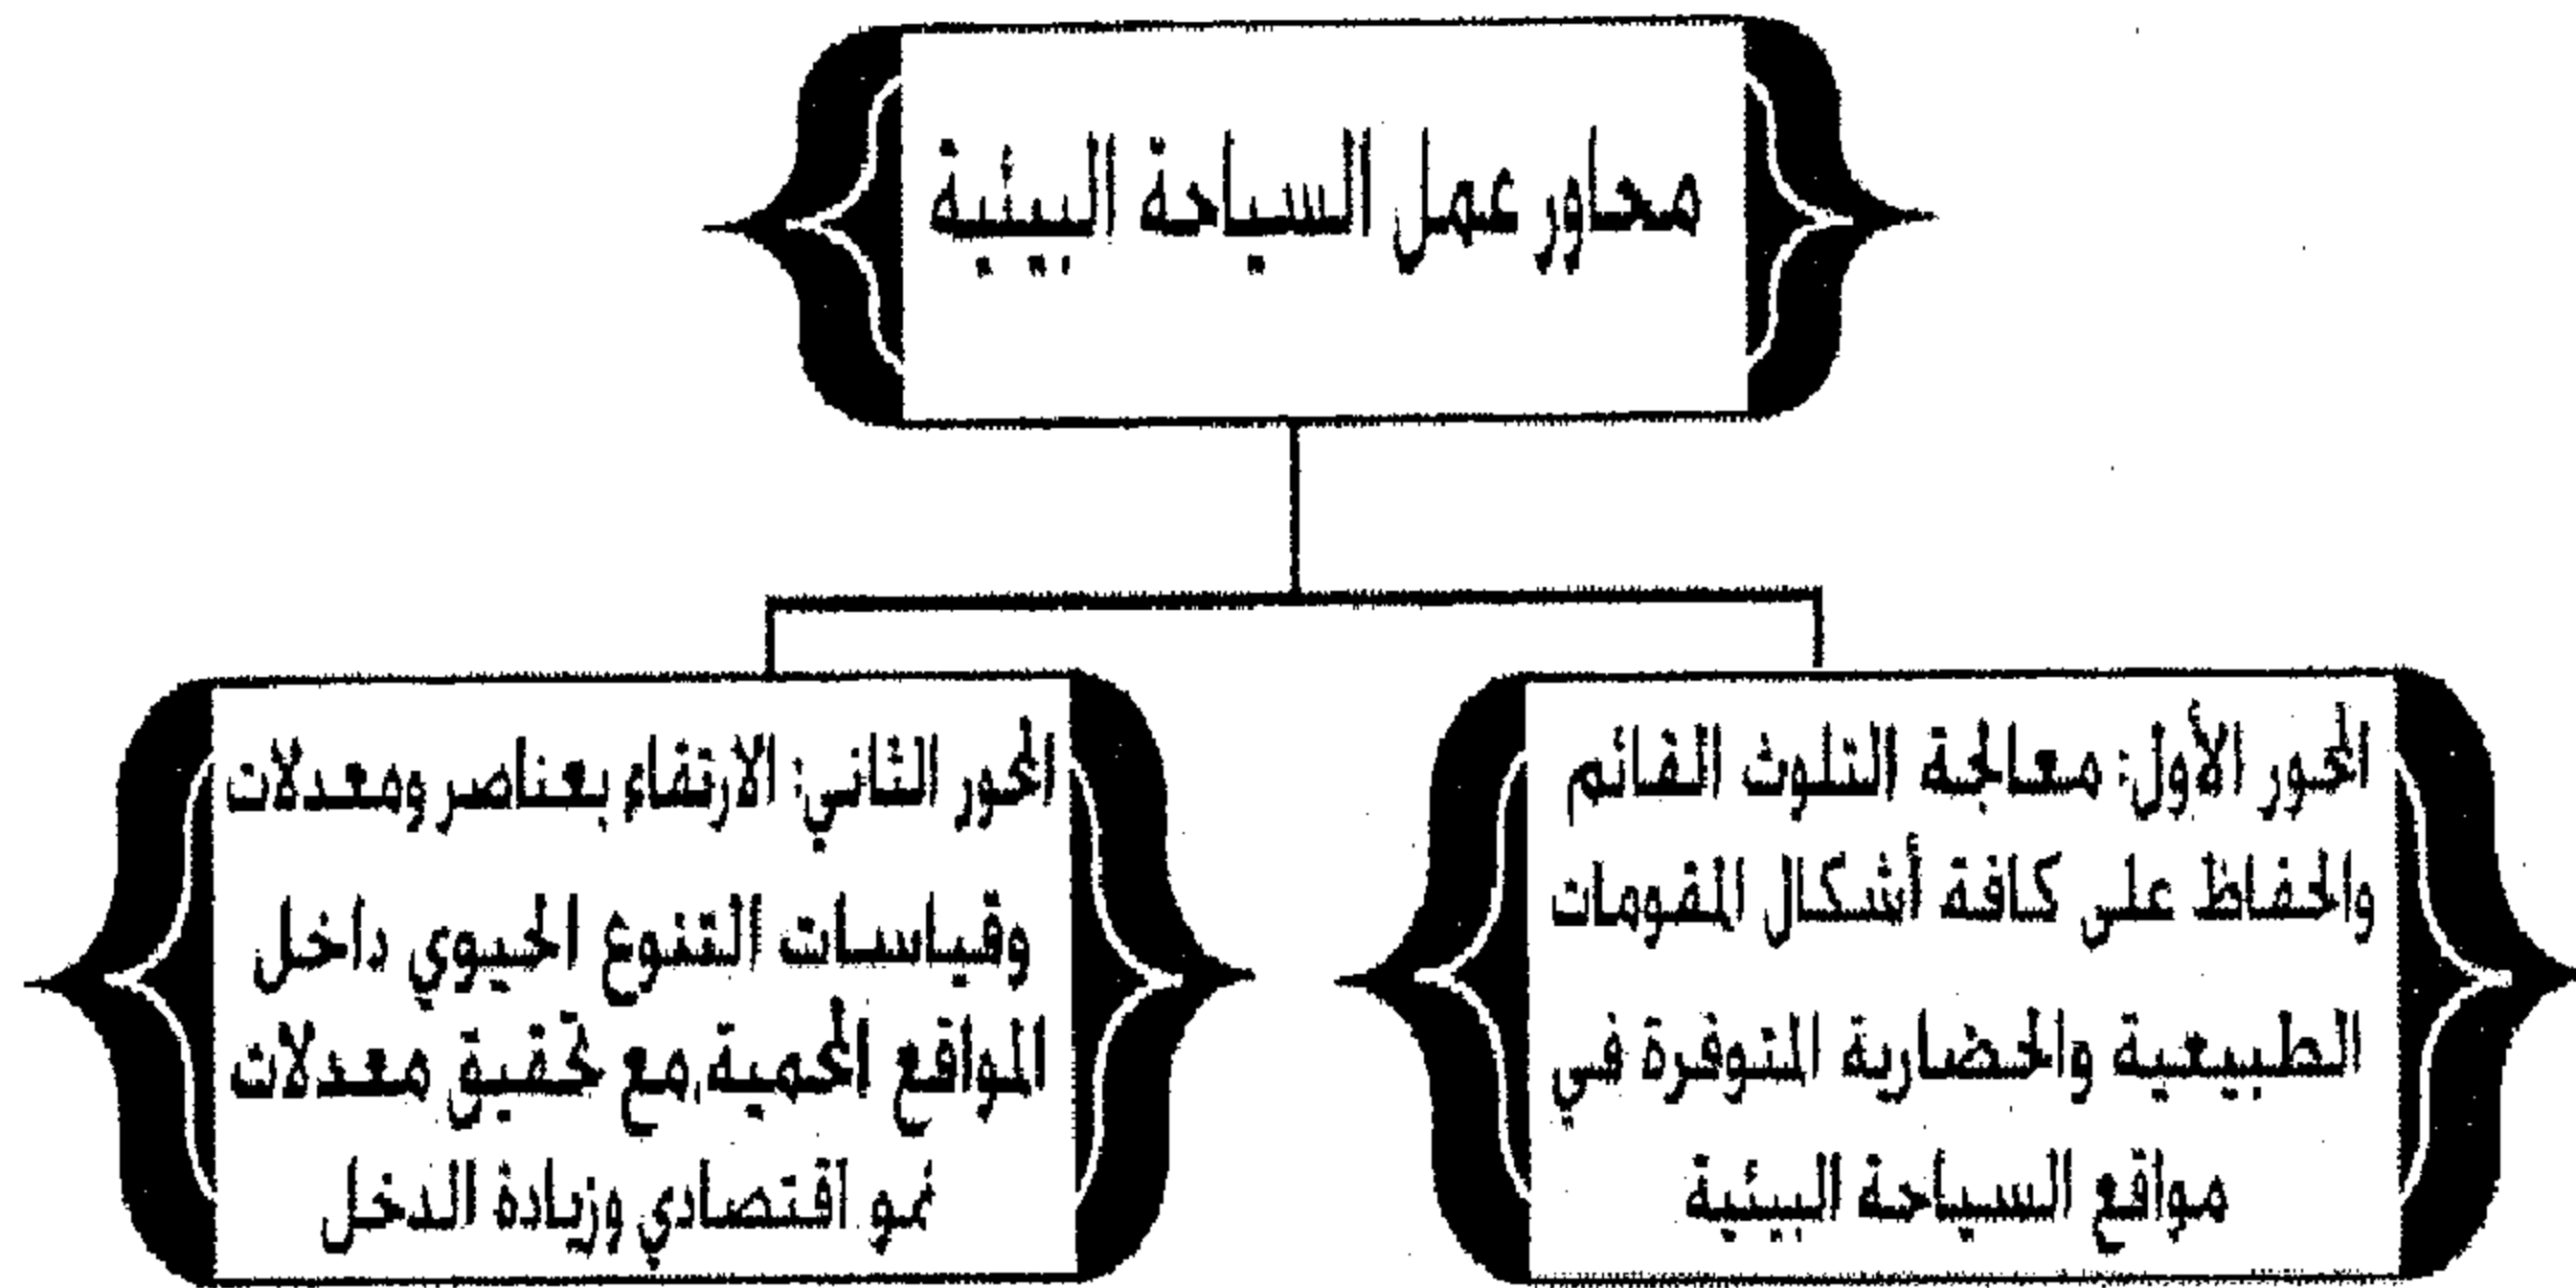 محاور عمل السياحة البيئية
المحور الأول: معالجة التلوث القائم
والحفاظ على كافة أشكال المقومات
الطبيعية والحضارية المتوفرة في
مواقع السياحة البيئية
المحور الثاني: الارتقاء بعناصر ومعدلات
وقياسات التنوع الحيوي داخل
المواقع المحمية، مع تحقيق معدلات
نمو اقتصادي وزيادة الدخل